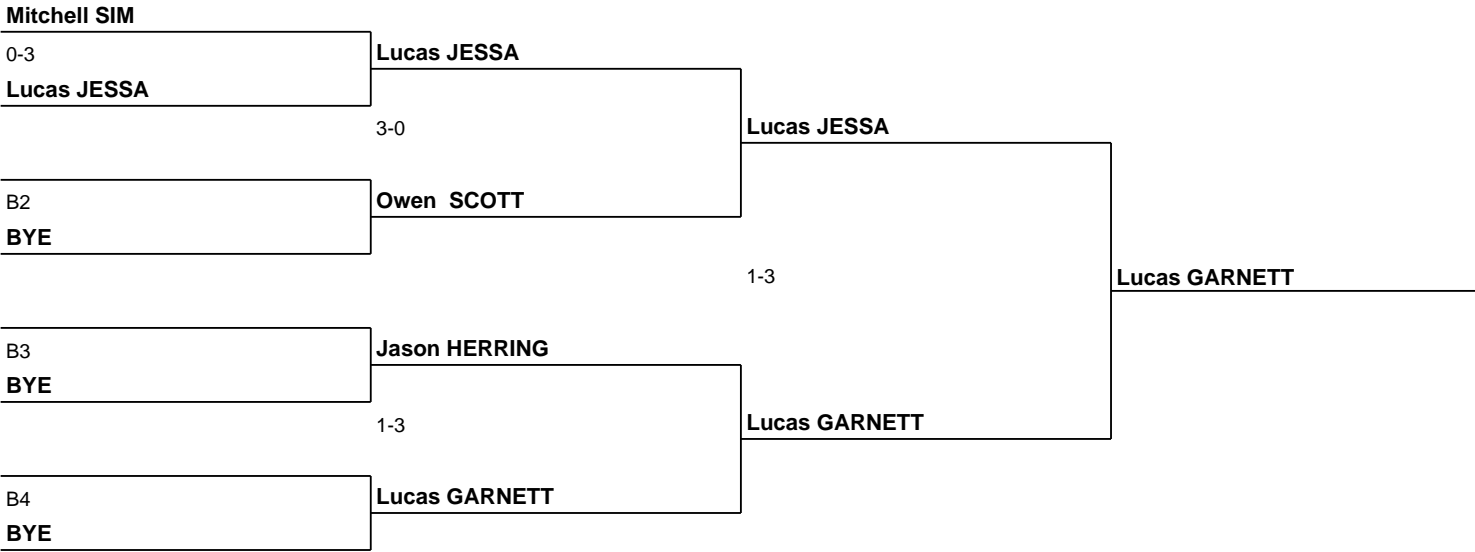 Mitchell SIM
0-3
Lucas JESSA
Lucas JESSA
3-0
Lucas JESSA
B2
Owen  SCOTT
BYE
1-3
Lucas GARNETT
B3
Jason HERRING
BYE
1-3
Lucas GARNETT
B4
Lucas GARNETT
BYE